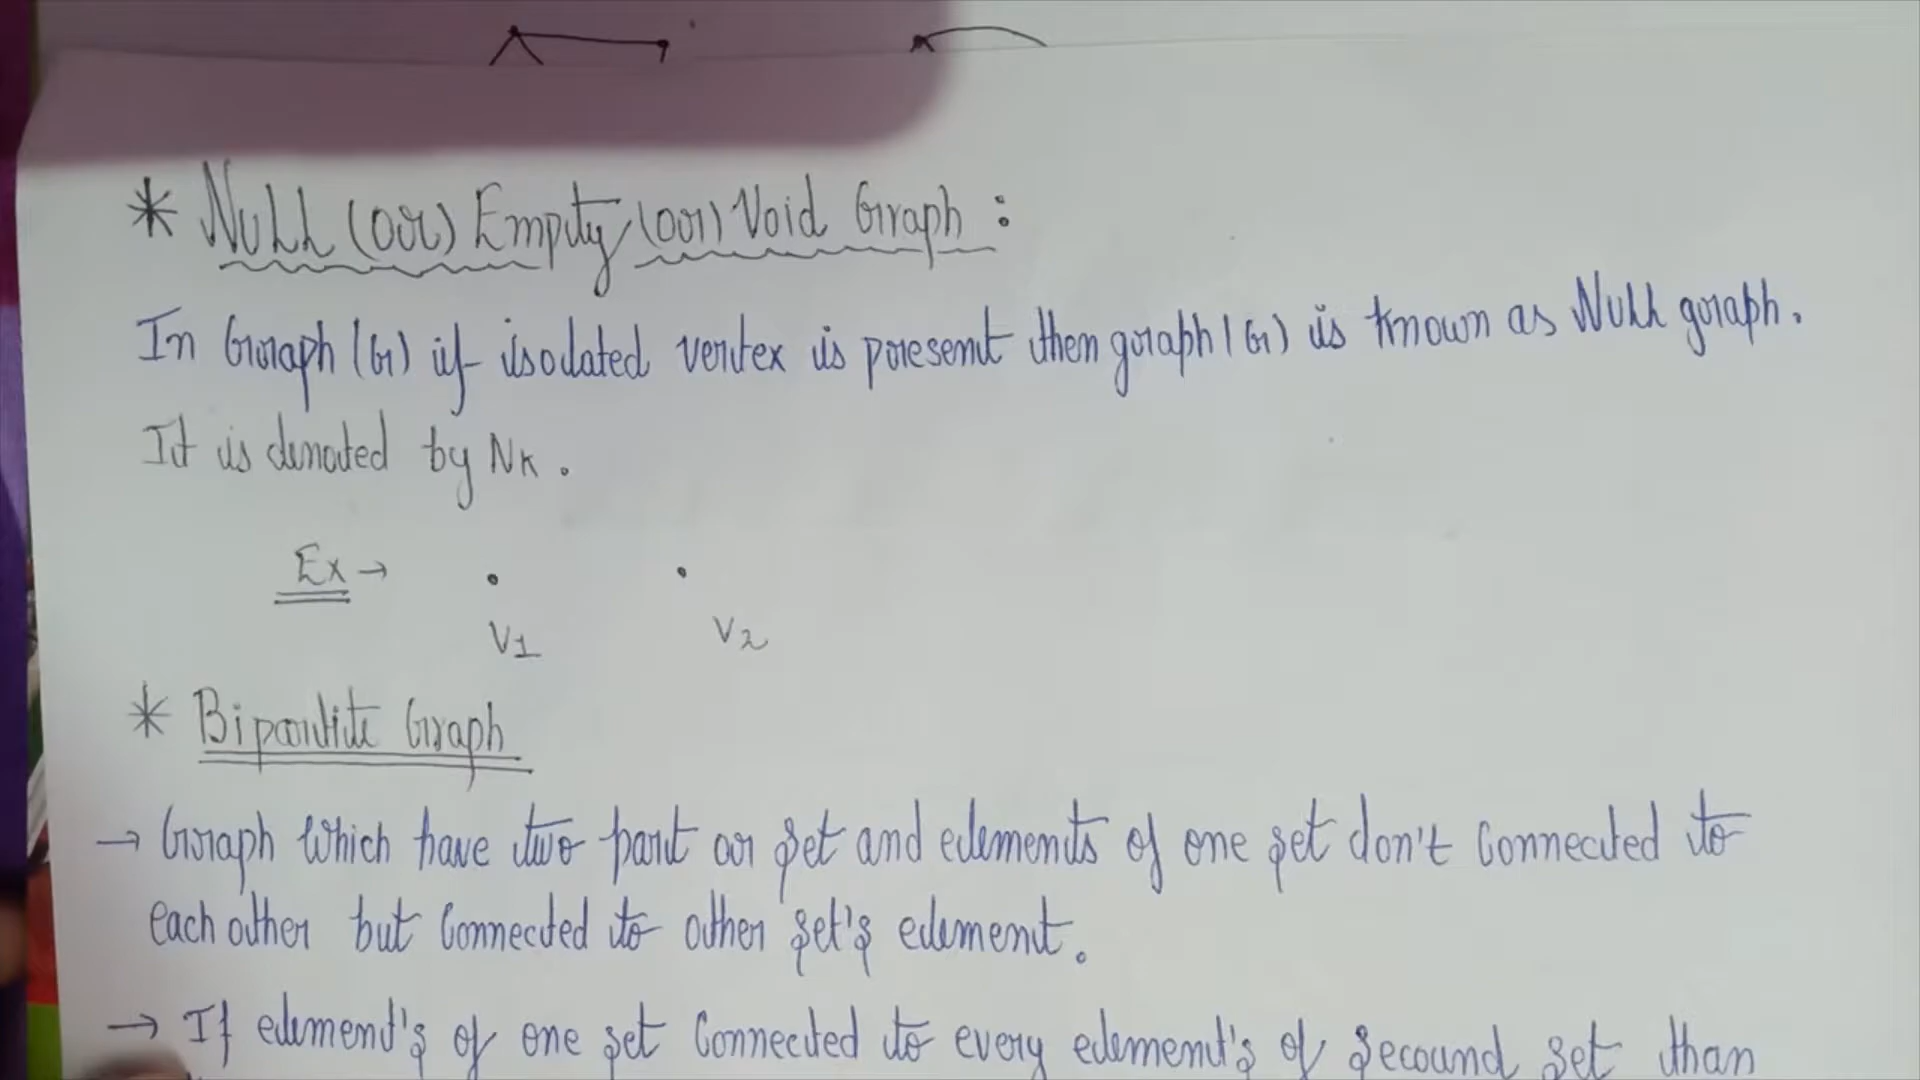 * Null (or) Empty (or) Void Graph :
In Graph (G) if isolated vertex is present then graph (G) is known as Null graph.
It is denoted by NK.
Ex → V1 V2
* Bipartite Graph
→ Graph which have two part or set and elements of one set don't connected to
each other but connected to other set's element.
→ If element's of one set connected to every element's of secound set than